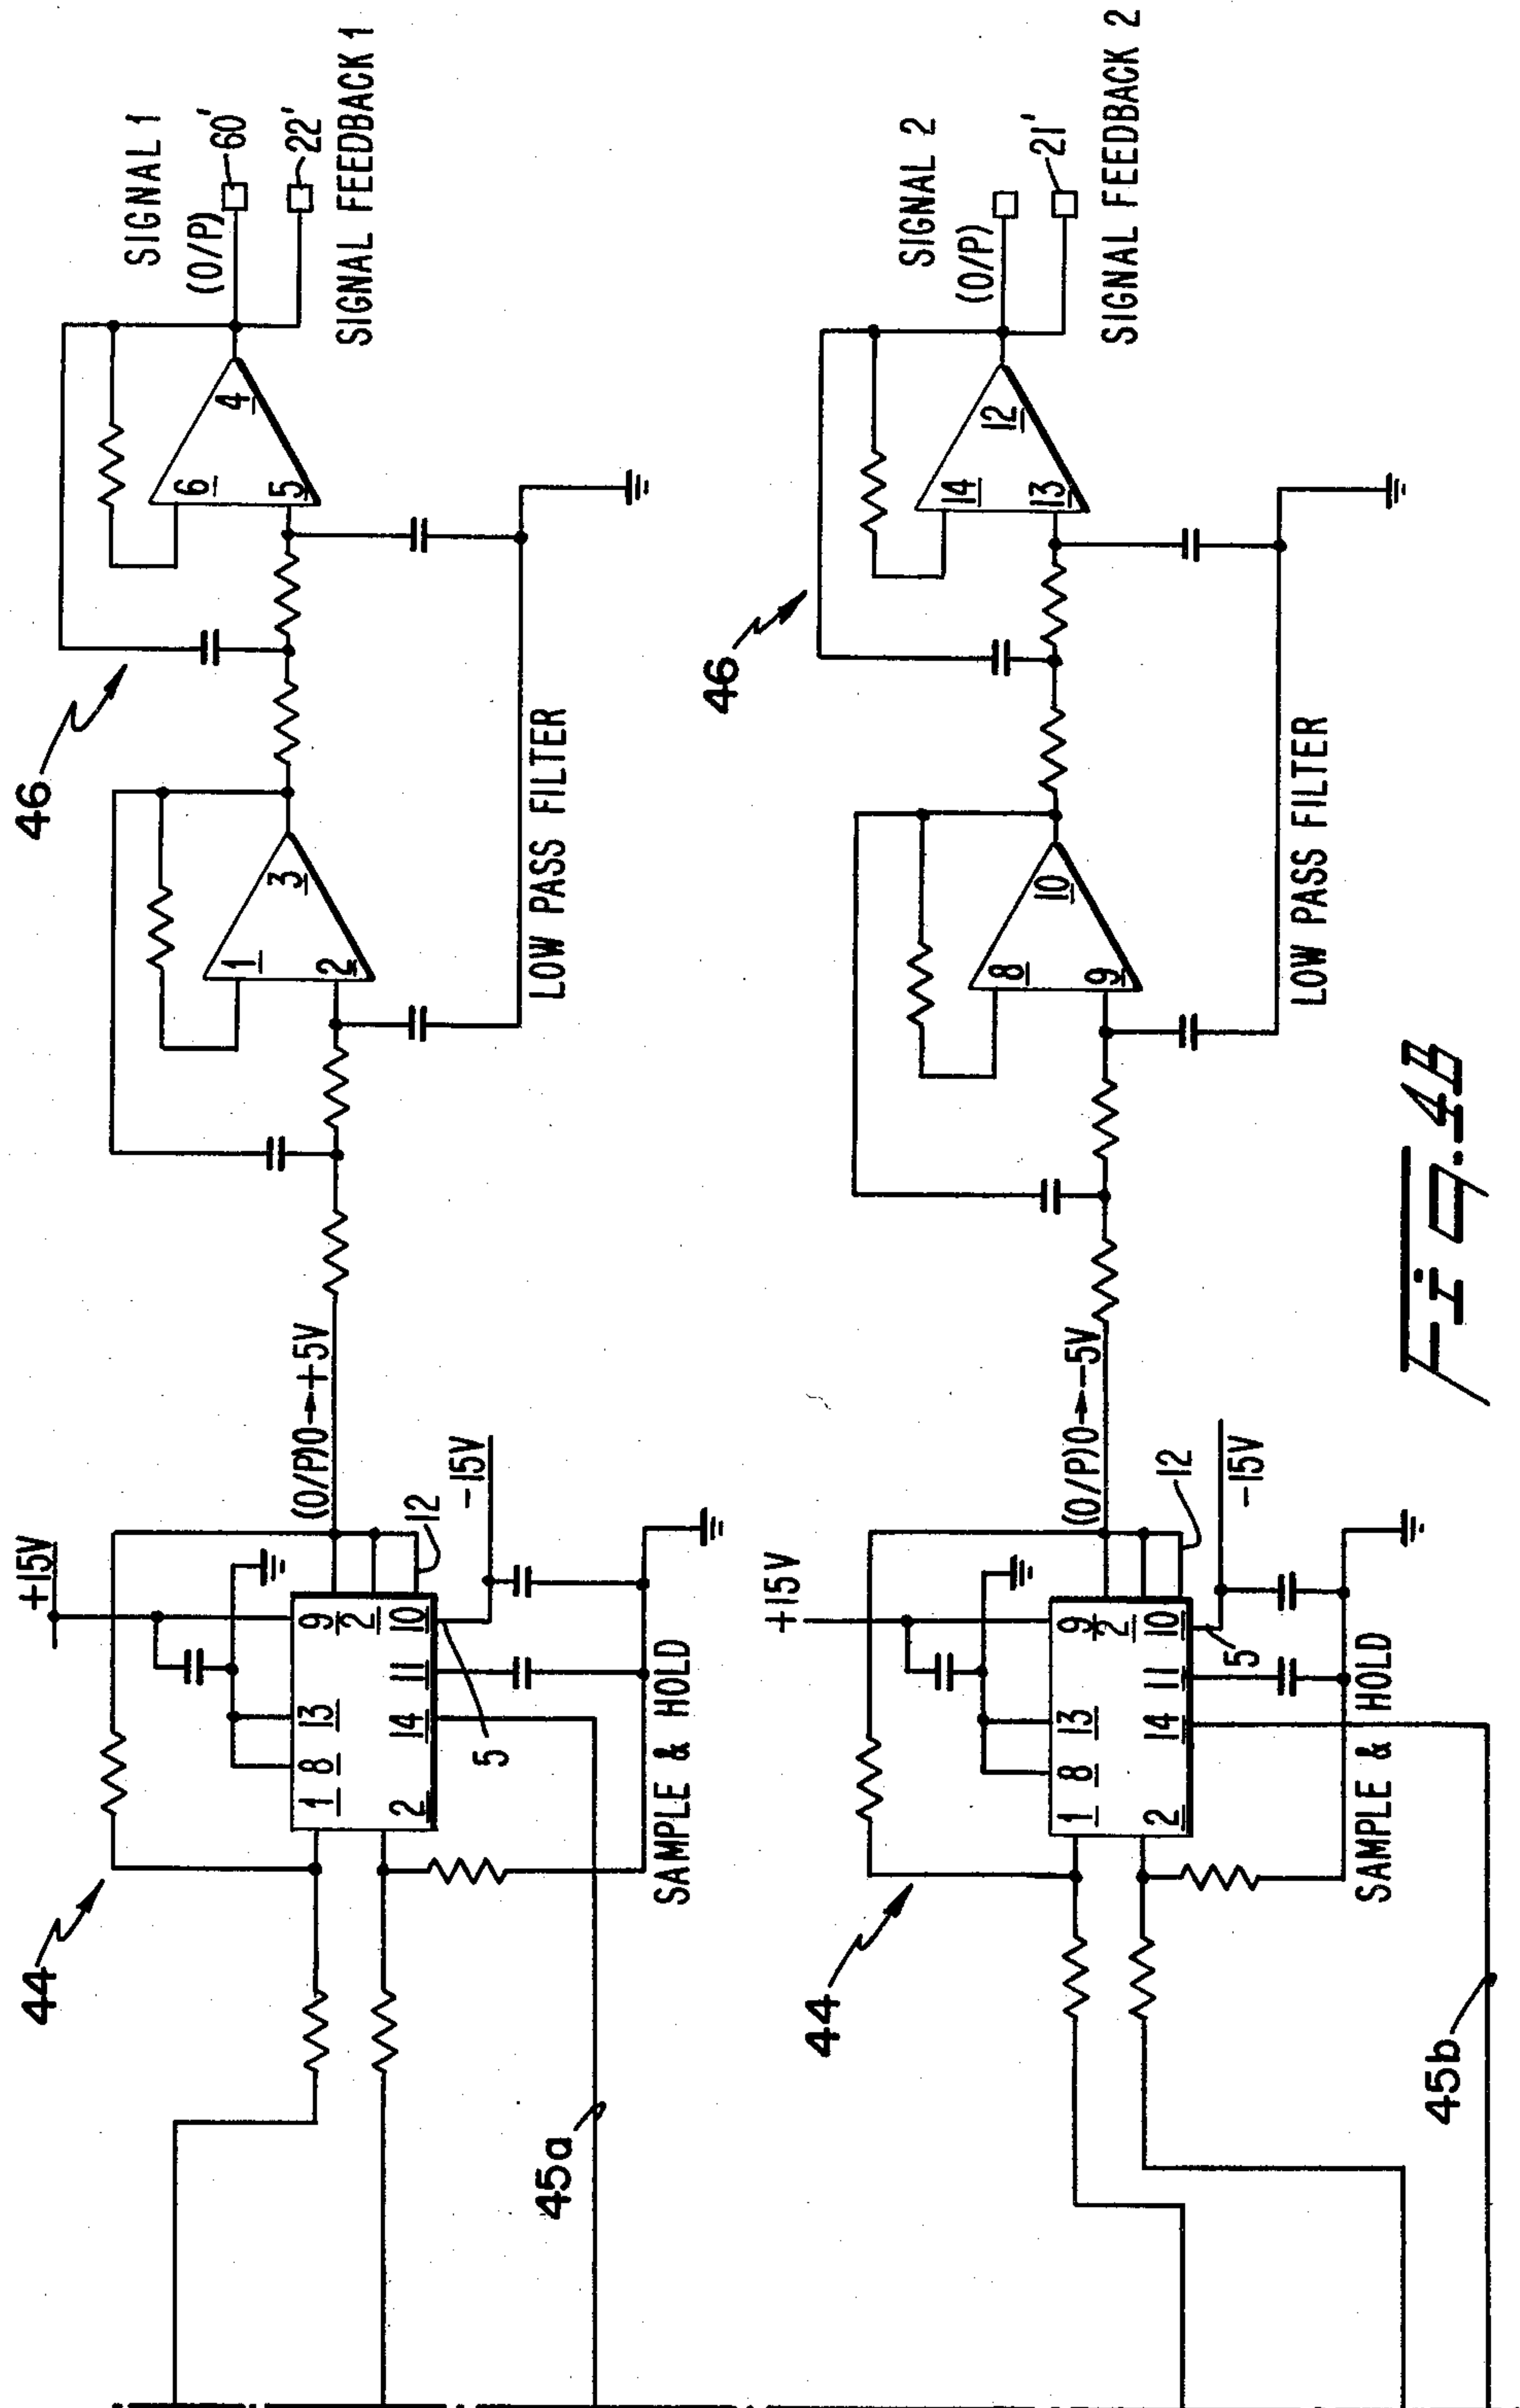 44
+15V
1 8 13 9
2
2 14 11 10
5
12
-15V
SAMPLE & HOLD
45a
(O/P)0→+5V
46
1
2
3
LOW PASS FILTER
6
5
4
SIGNAL 1
(O/P)
60'
22'
SIGNAL FEEDBACK 1
44
+15V
1 8 13 9
2
2 14 11 10
5
12
-15V
SAMPLE & HOLD
45b
(O/P)0→-5V
46
8
9
10
LOW PASS FILTER
14
13
12
SIGNAL 2
(O/P)
21'
SIGNAL FEEDBACK 2
FIG. 4B